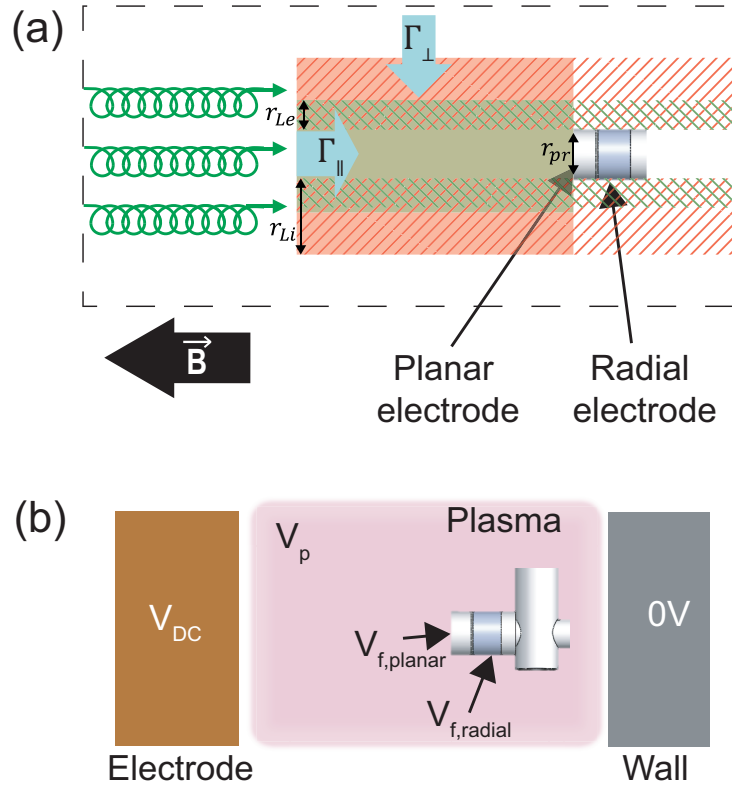 (a)
Γ⊥
r_Le
Γ∥
r_pr
r_Li
B⃗
Planar
electrode
Radial
electrode
(b)
Plasma
V_p
V_DC
0V
V_f,planar
V_f,radial
Electrode
Wall